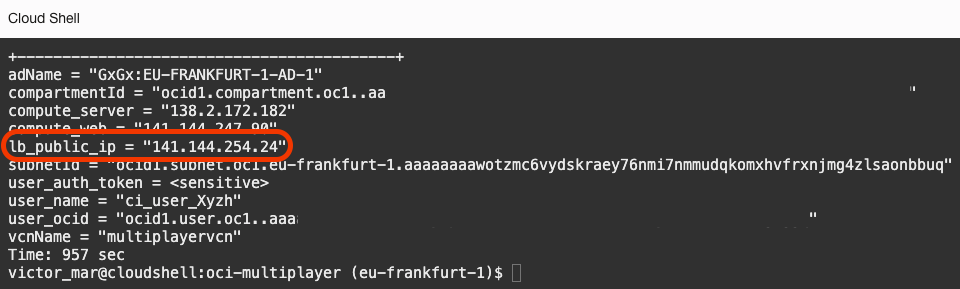 Cloud Shell
+------------------------------------------+
adName = "GxGx:EU-FRANKFURT-1-AD-1"
compartmentId = "ocid1.compartment.oc1..aa "
compute_server = "138.2.172.182"
compute_web = "141.144.247.90"
lb_public_ip = "141.144.254.24"
subnetId = "ocid1.subnet.oc1.eu-frankfurt-1.aaaaaaaawotzmc6vydskraey76nmi7nmmudqkomxhvfrxnjmg4zlsaonbbuq"
user_auth_token = <sensitive>
user_name = "ci_user_Xyzh"
user_ocid = "ocid1.user.oc1..aaa "
vcnName = "multiplayervcn"
Time: 957 sec
victor_mar@cloudshell:oci-multiplayer (eu-frankfurt-1)$